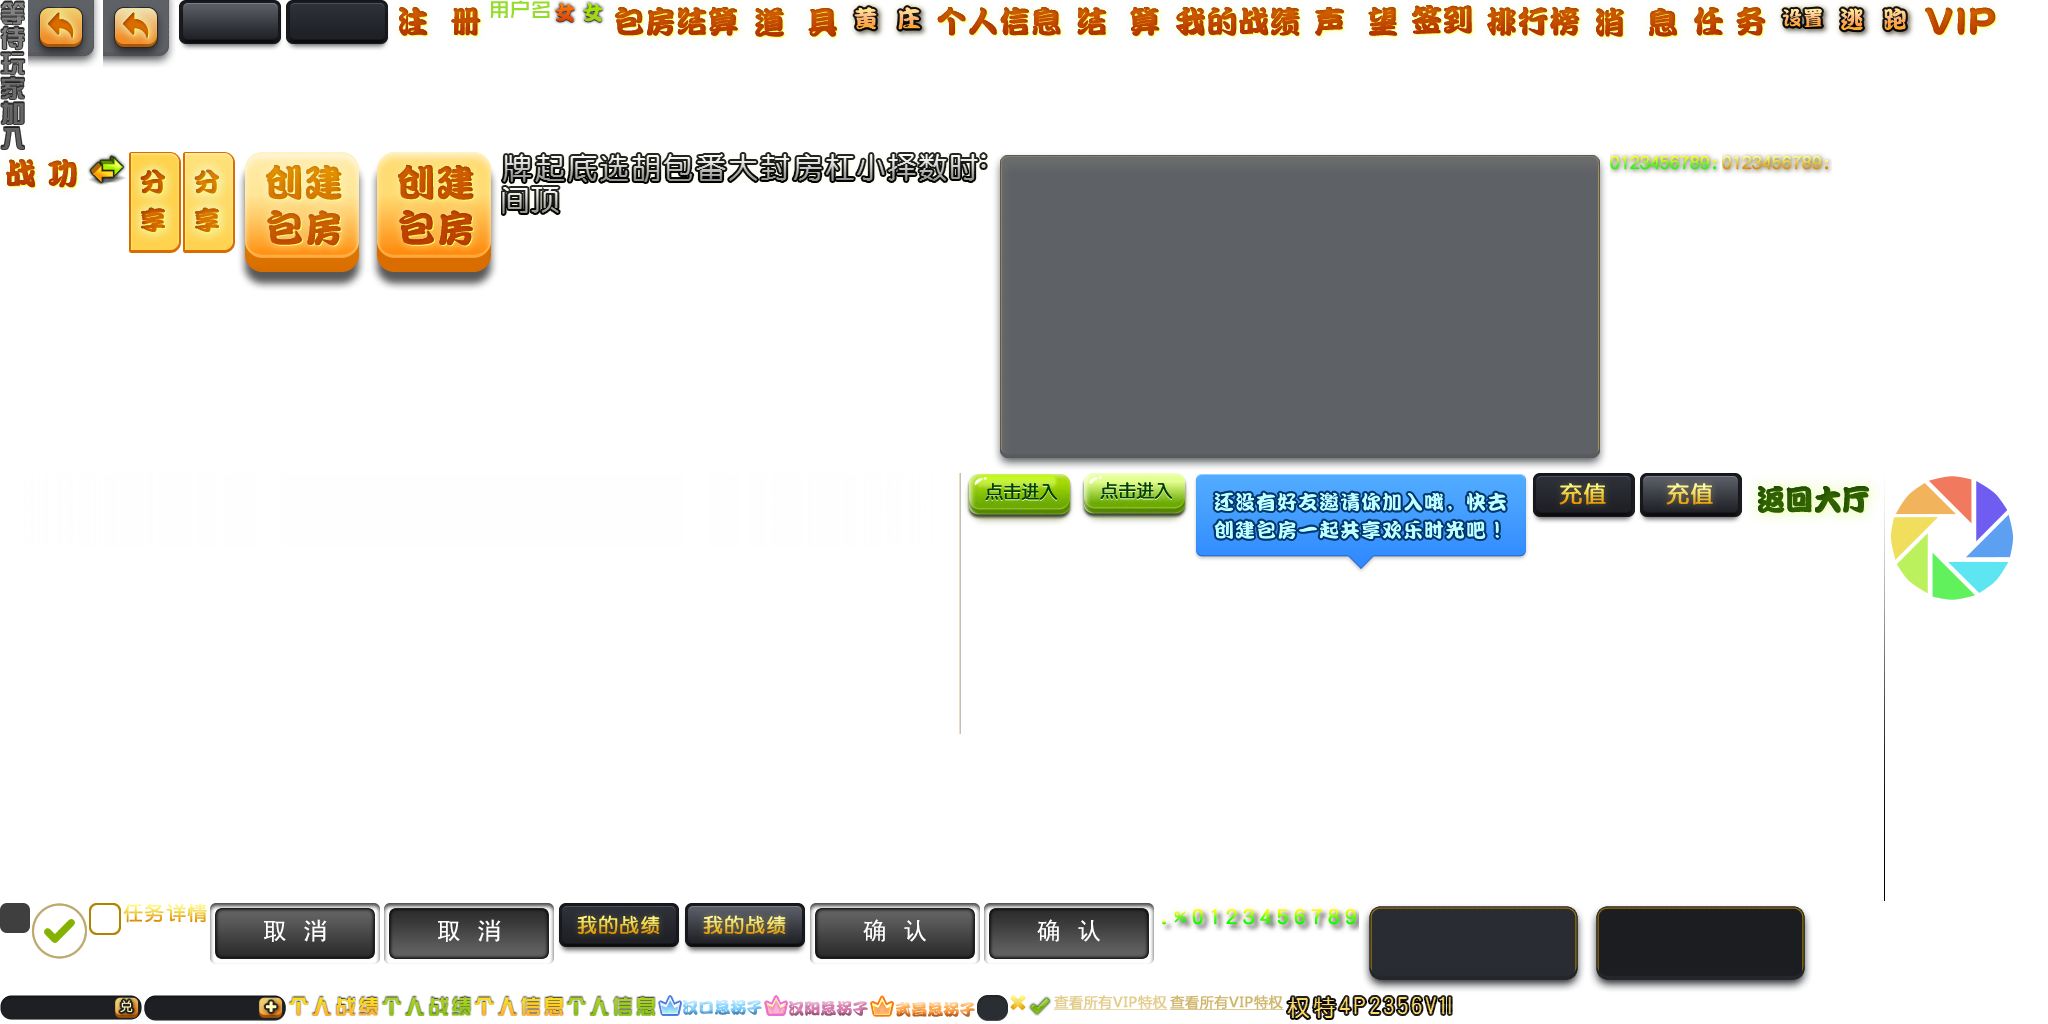 等待玩家加入
注 册
用户名
女
女
包房结算
道 具
黄 庄
个人信息
结 算
我的战绩
声 望
签到
排行榜
消 息
任 务
设置
逃 跑
VIP
战 功
分享
分享
创建
包房
创建
包房
牌起底选胡包番大封房杠小择数时:
间顶
0123456789.
0123456789.
点击进入
点击进入
还没有好友邀请你加入哦，快去
创建包房一起共享欢乐时光吧！
充值
充值
返回大厅
任务详情
取 消
取 消
我的战绩
我的战绩
确 认
确 认
.%0123456789
兑
个人战绩
个人战绩
个人信息
个人信息
汉口总拐子
汉阳总拐子
武昌总拐子
查看所有VIP特权
查看所有VIP特权
权特4P2356V1l